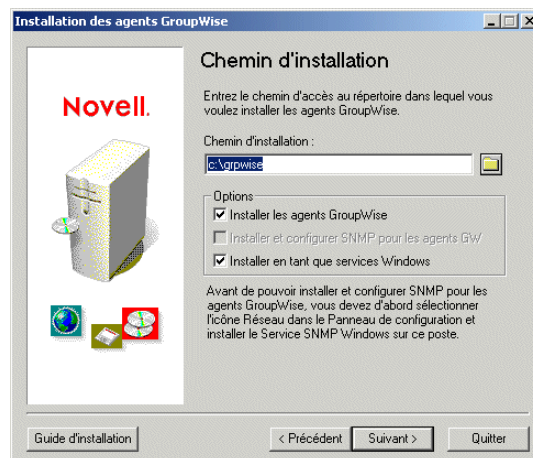 Installation des agents GroupWise
Chemin d'installation
Novell.
Entrez le chemin d'accès au répertoire dans lequel vous
voulez installer les agents GroupWise.
Chemin d'installation :
c:\grpwise
Options
Installer les agents GroupWise
Installer et configurer SNMP pour les agents GW
Installer en tant que services Windows
Avant de pouvoir installer et configurer SNMP pour les
agents GroupWise, vous devez d'abord sélectionner
l'icône Réseau dans le Panneau de configuration et
installer le Service SNMP Windows sur ce poste.
Guide d'installation
< Précédent
Suivant >
Quitter